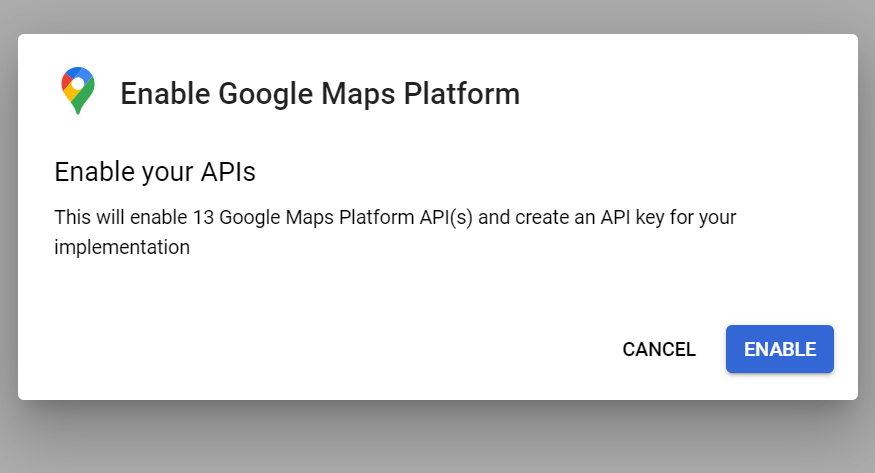 Enable Google Maps Platform
Enable your APIs
This will enable 13 Google Maps Platform API(s) and create an API key for your
implementation
CANCEL ENABLE